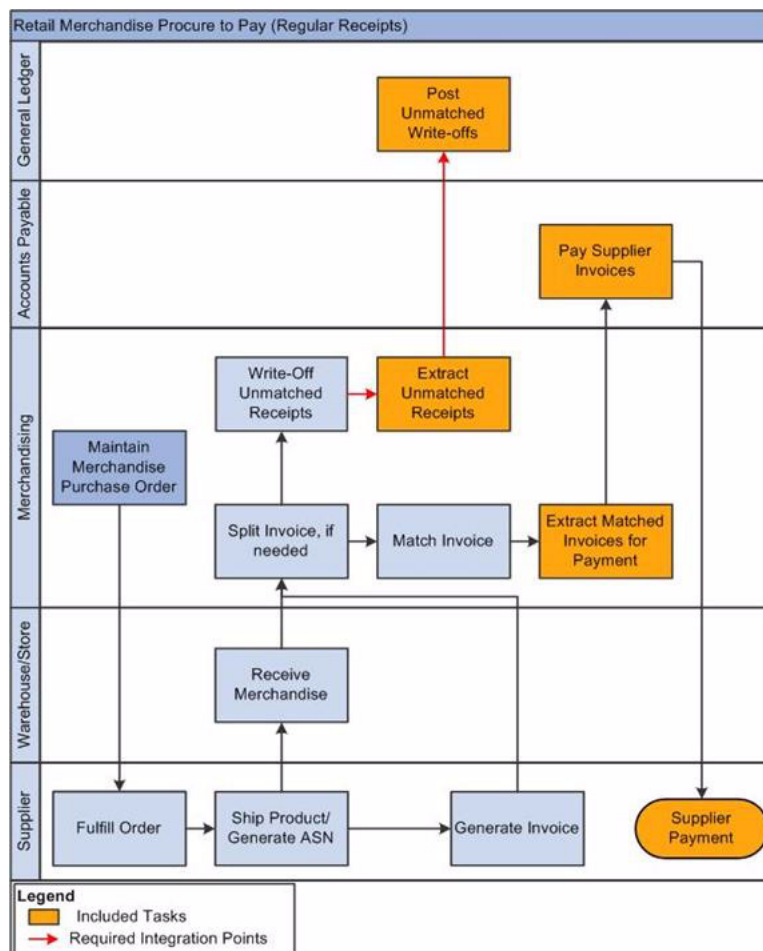 Retail Merchandise Procure to Pay (Regular Receipts)
General Ledger
Post
Unmatched
Write-offs
Accounts Payable
Pay Supplier
Invoices
Merchandising
Write-Off
Unmatched
Receipts
Extract
Unmatched
Receipts
Maintain
Merchandise
Purchase Order
Split Invoice, if
needed
Match Invoice
Extract Matched
Invoices for
Payment
Warehouse/Store
Receive
Merchandise
Supplier
Fulfill Order
Ship Product/
Generate ASN
Generate Invoice
Supplier
Payment
Legend
Included Tasks
Required Integration Points